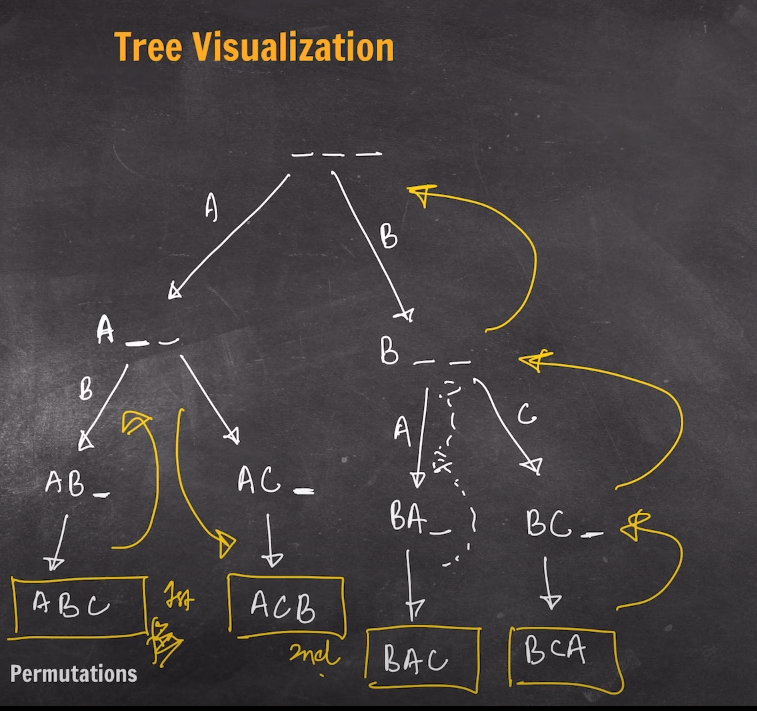 Tree Visualization
_ _ _
A
B
A _ _
B _ _
B
A
C
AB _
AC _
BA _
BC _
ABC
1st
ACB
2nd
BAC
BCA
Permutations